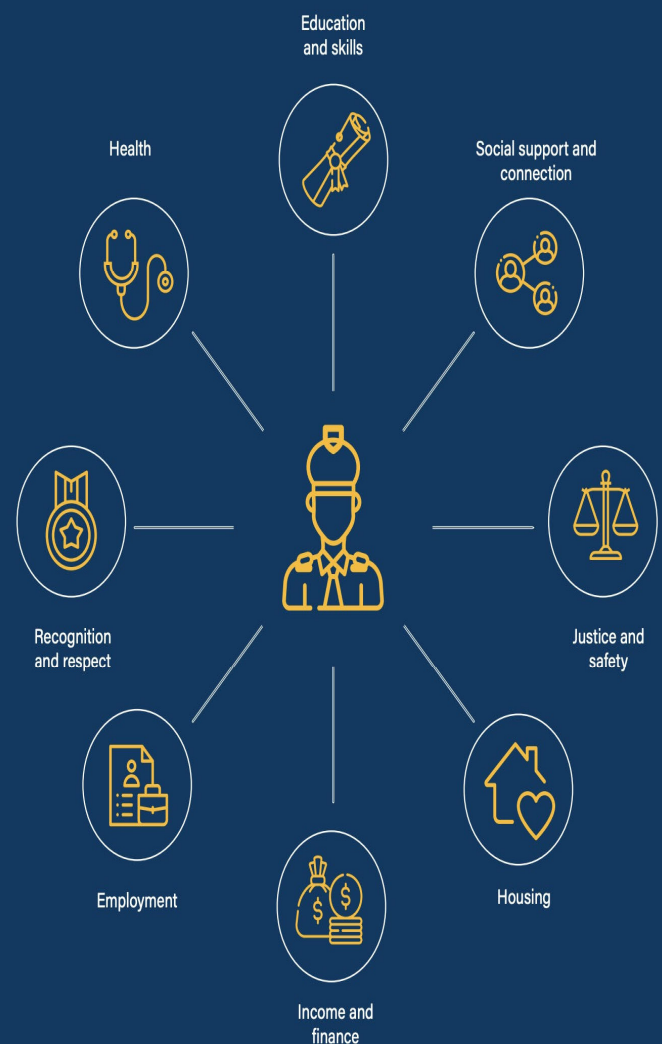 Education
and skills
Health
Social support and
connection
Recognition
and respect
Justice and
safety
Employment
Housing
Income and
finance